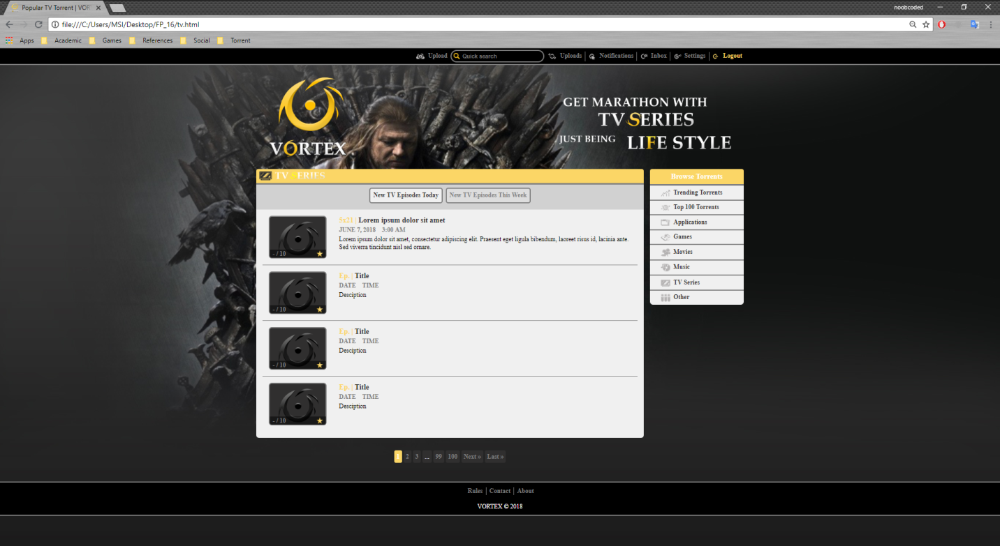 Popular TV Torrent | VOR
noobcoded
file:///C:/Users/MSI/Desktop/FP_16/tv.html
Apps Academic Games References Social Torrent
Upload Quick search Uploads Notifications Inbox Settings Logout
VORTEX
GET MARATHON WITH
TV SERIES
JUST BEING LIFE STYLE
TV SERIES
New TV Episodes Today New TV Episodes This Week
5x21 | Lorem ipsum dolor sit amet
JUNE 7, 2018 3:00 AM
Lorem ipsum dolor sit amet, consectetur adipiscing elit. Praesent eget ligula bibendum, laoreet risus id, lacinia ante.
Sed viverra tincidunt nisl sed ornare.
- / 10
Ep. | Title
DATE TIME
Desciption
- / 10
Ep. | Title
DATE TIME
Desciption
- / 10
Ep. | Title
DATE TIME
Desciption
- / 10
Browse Torrents
Trending Torrents
Top 100 Torrents
Applications
Games
Movies
Music
TV Series
Other
1 2 3 ... 99 100 Next » Last »
Rules | Contact | About
VORTEX © 2018